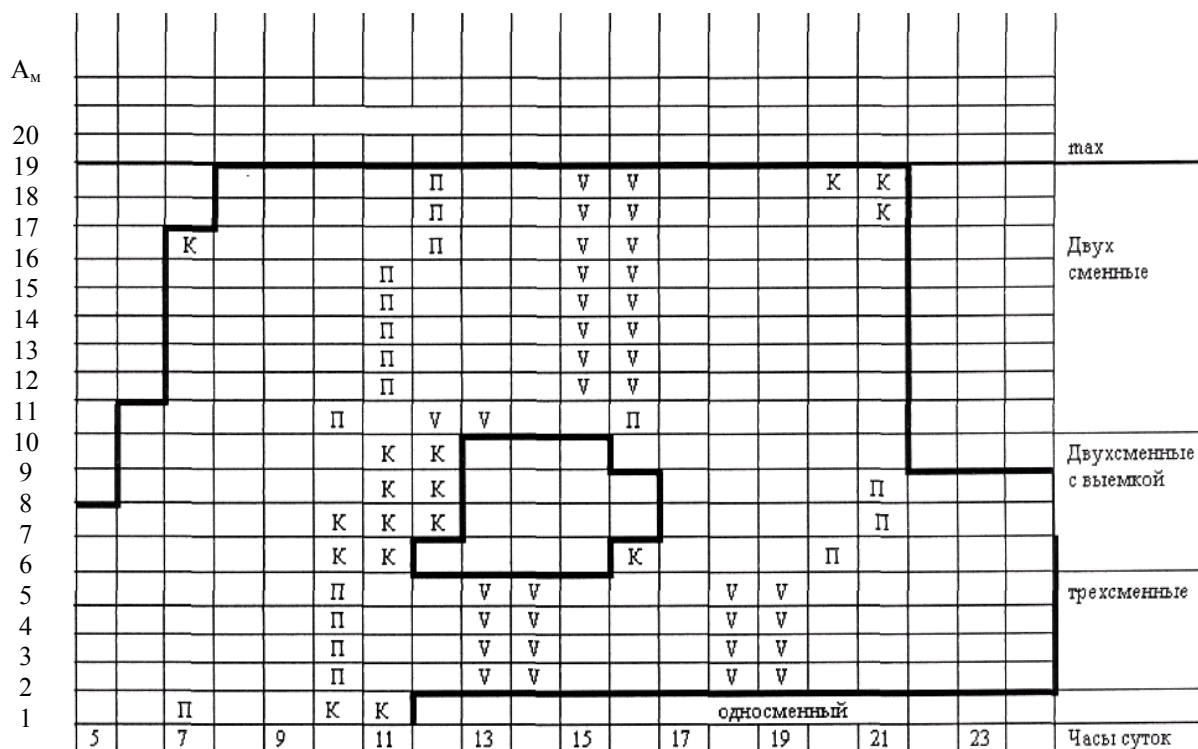 Aм
20
max
19
П V V К К
18
П V V К
17
К П V V Двух
16
П V V сменные
15
П V V
14
П V V
13
П V V
12
П V V
11
П V V П
10
К К Двухсменные
9
К К П с выемкой
8
К К К П
7
К К К П
6
П V V V V трехсменные
5
П V V V V
4
П V V V V
3
П V V V V
2
П К К односменный
1
5 7 9 11 13 15 17 19 21 23 Часы суток